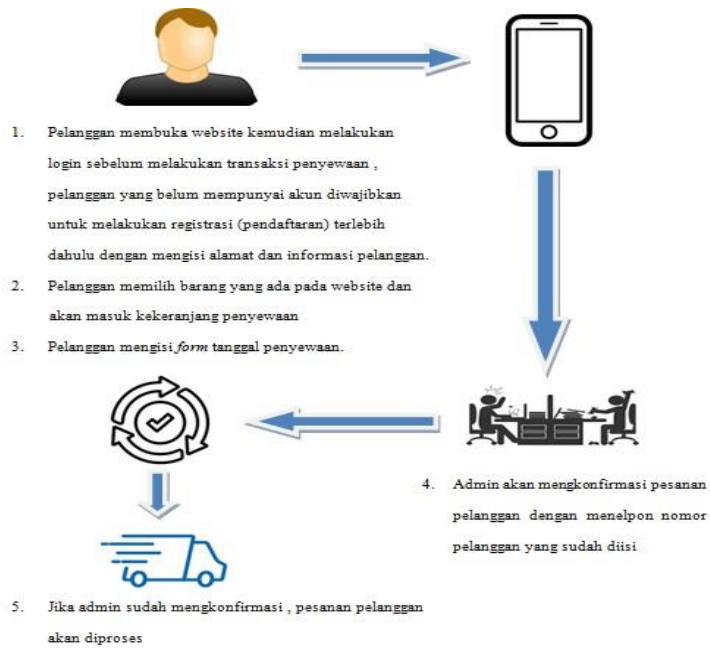 1. Pelanggan membuka website kemudian melakukan
login sebelum melakukan transaksi penyewaan ,
pelanggan yang belum mempunyai akun diwajibkan
untuk melakukan registrasi (pendaftaran) terlebih
dahulu dengan mengisi alamat dan informasi pelanggan.
2. Pelanggan memilih barang yang ada pada website dan
akan masuk kekeranjang penyewaan
3. Pelanggan mengisi form tanggal penyewaan.
4. Admin akan mengkonfirmasi pesanan
pelanggan dengan menelpon nomor
pelanggan yang sudah diisi
5. Jika admin sudah mengkonfirmasi , pesanan pelanggan
akan diproses